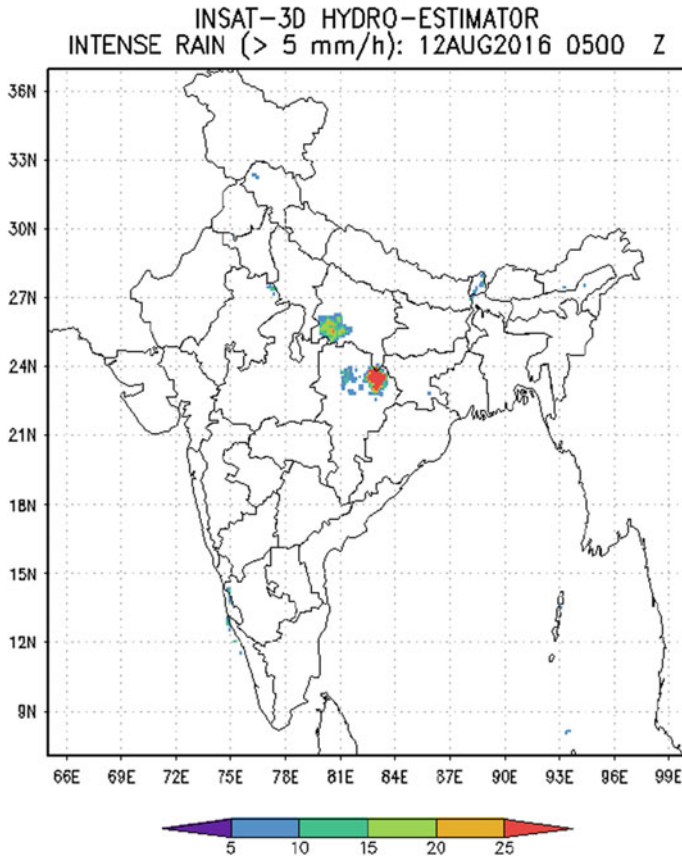 INSAT-3D HYDRO-ESTIMATOR
INTENSE RAIN (> 5 mm/h): 12AUG2016 0500 Z
36N
33N
30N
27N
24N
21N
18N
15N
12N
9N
66E 69E 72E 75E 78E 81E 84E 87E 90E 93E 96E 99E
5 10 15 20 25